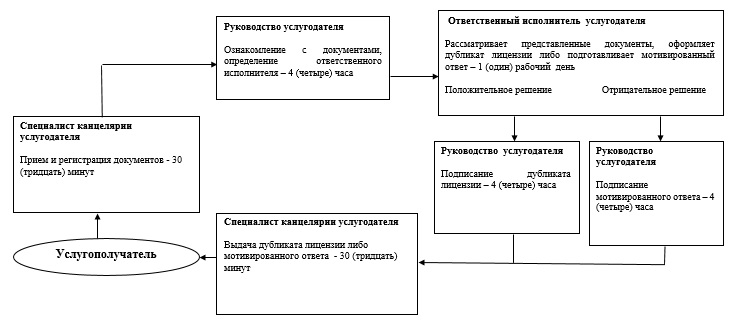 Руководство услугодателя
Ознакомление с документами,
определение ответственного
исполнителя – 4 (четыре) часа
Ответственный исполнитель услугодателя
Рассматривает представленные документы, оформляет
дубликат лицензии либо подготавливает мотивированный
ответ – 1 (один) рабочий день
Положительное решение Отрицательное решение
Специалист канцелярии
услугодателя
Прием и регистрация документов - 30
(тридцать) минут
Руководство услугодателя
Подписание дубликата
лицензии – 4 (четыре) часа
Руководство
услугодателя
Подписание
мотивированного ответа – 4
(четыре) часа
Специалист канцелярии услугодателя
Выдача дубликата лицензии либо
мотивированного ответа - 30 (тридцать)
минут
Услугополучатель